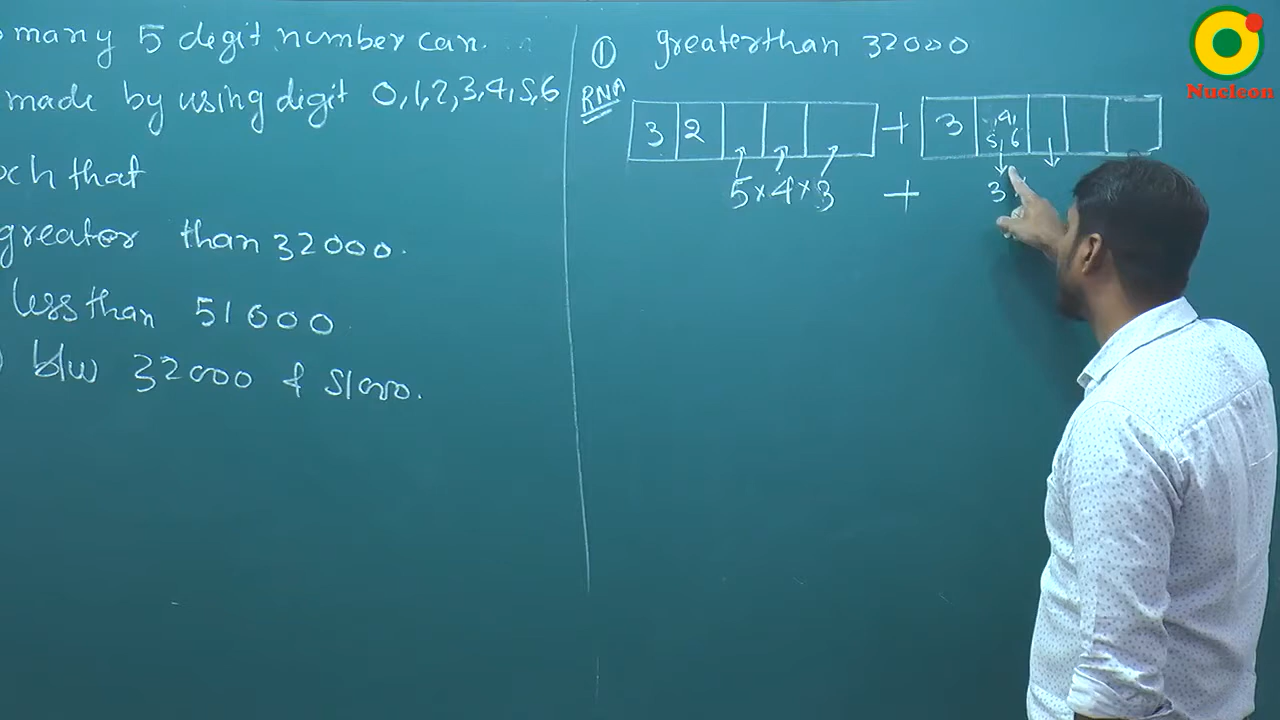 many 5 digit number can
made by using digit 0,1,2,3,4,5,6
that
greater than 32000.
less than 51000
b/w 32000 & 51000.
① greater than 32000
RNA
3 2 + 3 4, 5, 6
5×4×3 + 3
Nucleon